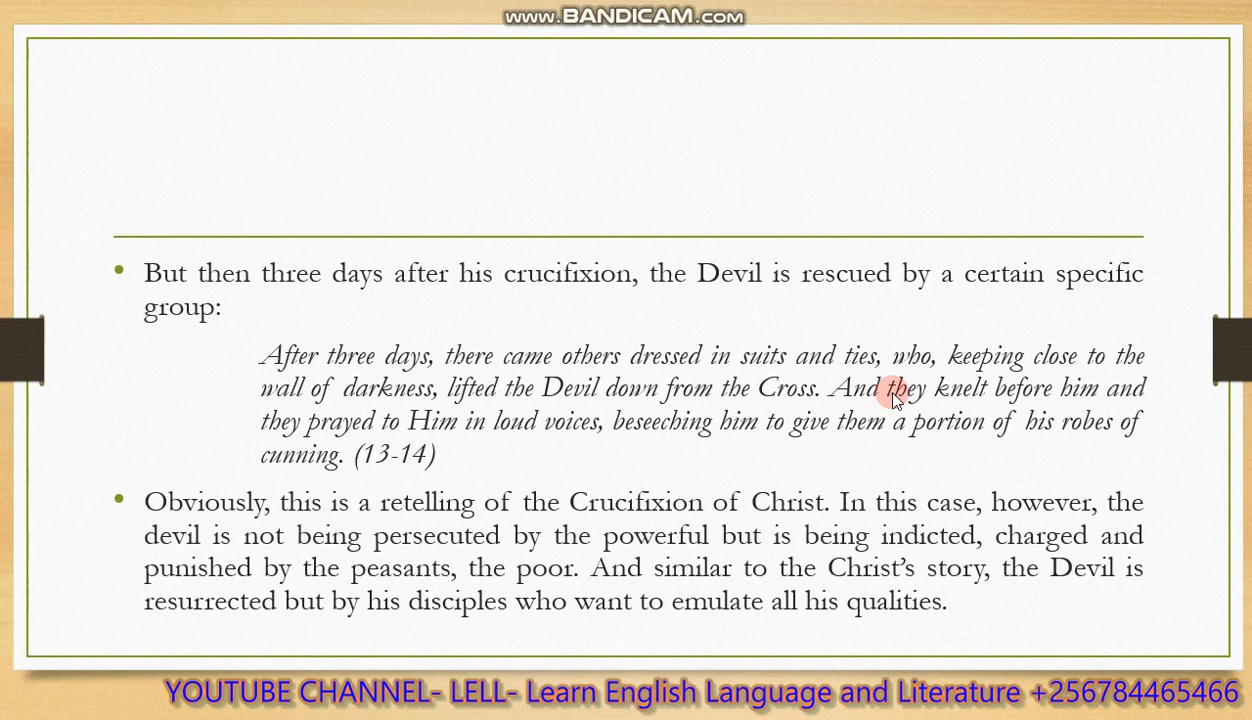 www.BANDICAM.com
• But then three days after his crucifixion, the Devil is rescued by a certain specific
group:
After three days, there came others dressed in suits and ties, who, keeping close to the
wall of darkness, lifted the Devil down from the Cross. And they knelt before him and
they prayed to Him in loud voices, beseeching him to give them a portion of his robes of
cunning. (13-14)
• Obviously, this is a retelling of the Crucifixion of Christ. In this case, however, the
devil is not being persecuted by the powerful but is being indicted, charged and
punished by the peasants, the poor. And similar to the Christ’s story, the Devil is
resurrected but by his disciples who want to emulate all his qualities.
YOUTUBE CHANNEL- LELL- Learn English Language and Literature +256784465466